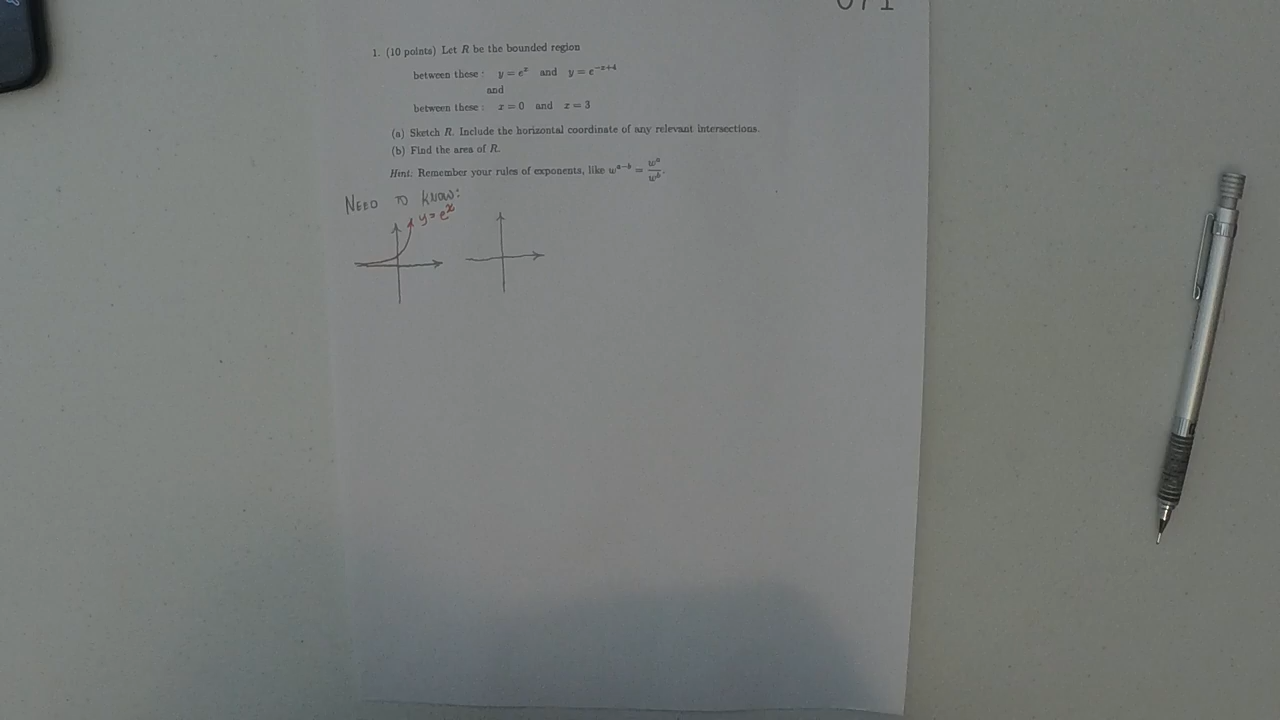 1. (10 points) Let R be the bounded region
between these : y = e^x and y = e^{-x+4}
and
between these : x = 0 and x = 3
(a) Sketch R. Include the horizontal coordinate of any relevant intersections.
(b) Find the area of R.
Hint: Remember your rules of exponents, like w^{a-b} = w^a / w^b.
NEED TO KNOW:
y = e^x